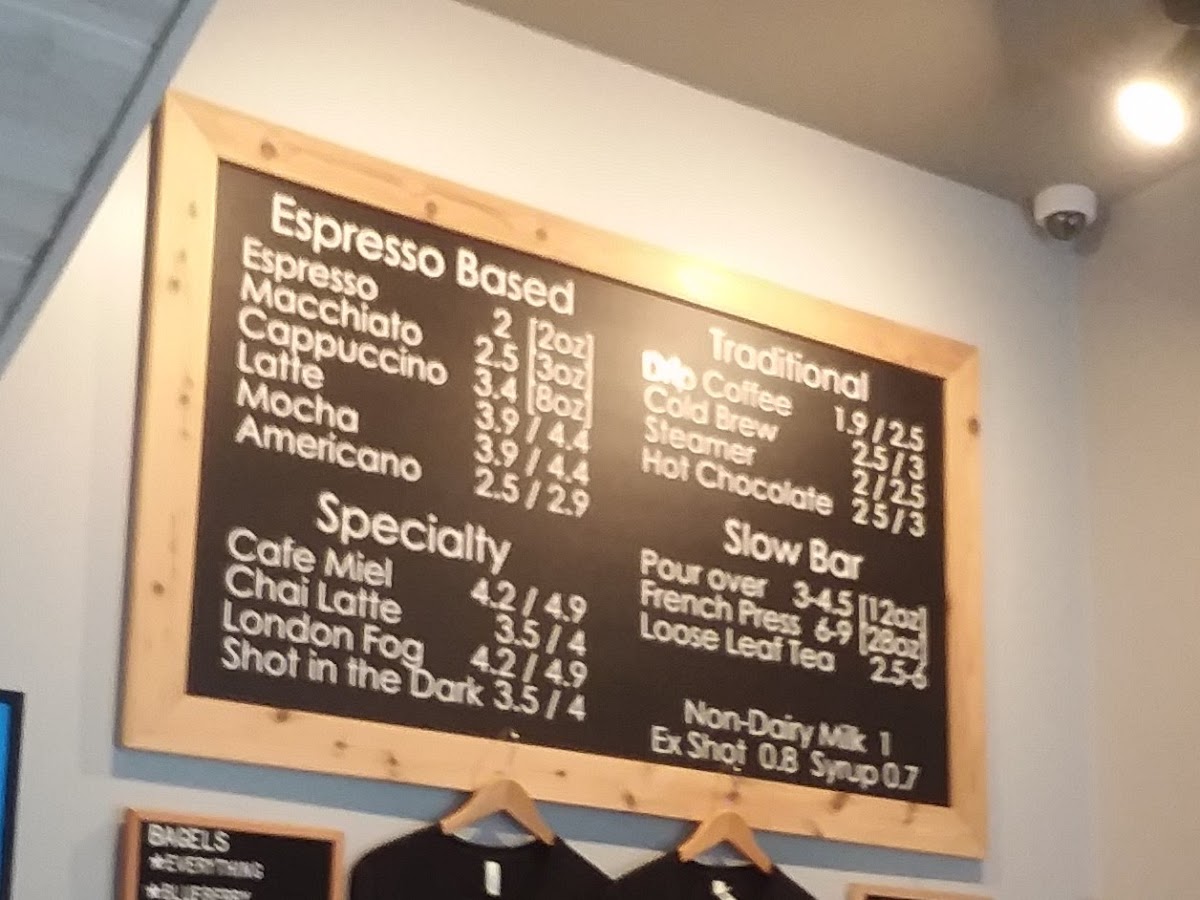 Espresso Based
Espresso 2 [2oz]
Macchiato 2.5 [3oz]
Cappuccino 3.4 [8oz]
Latte 3.9 / 4.4
Mocha 3.9 / 4.4
Americano 2.5 / 2.9
Specialty
Cafe Miel 4.2 / 4.9
Chai Latte 3.5 / 4
London Fog 4.2 / 4.9
Shot in the Dark 3.5 / 4
Traditional
Drip Coffee 1.9 / 2.5
Cold Brew 2.5 / 3
Steamer 2 / 2.5
Hot Chocolate 2.5 / 3
Slow Bar
Pour over 3-4.5 [12oz]
French Press 6-9 [28oz]
Loose Leaf Tea 2.5-6
Non-Dairy Milk 1
Ex Shot 0.8 Syrup 0.7
BAGELS
★EVERYTHING
★BLUEBERRY